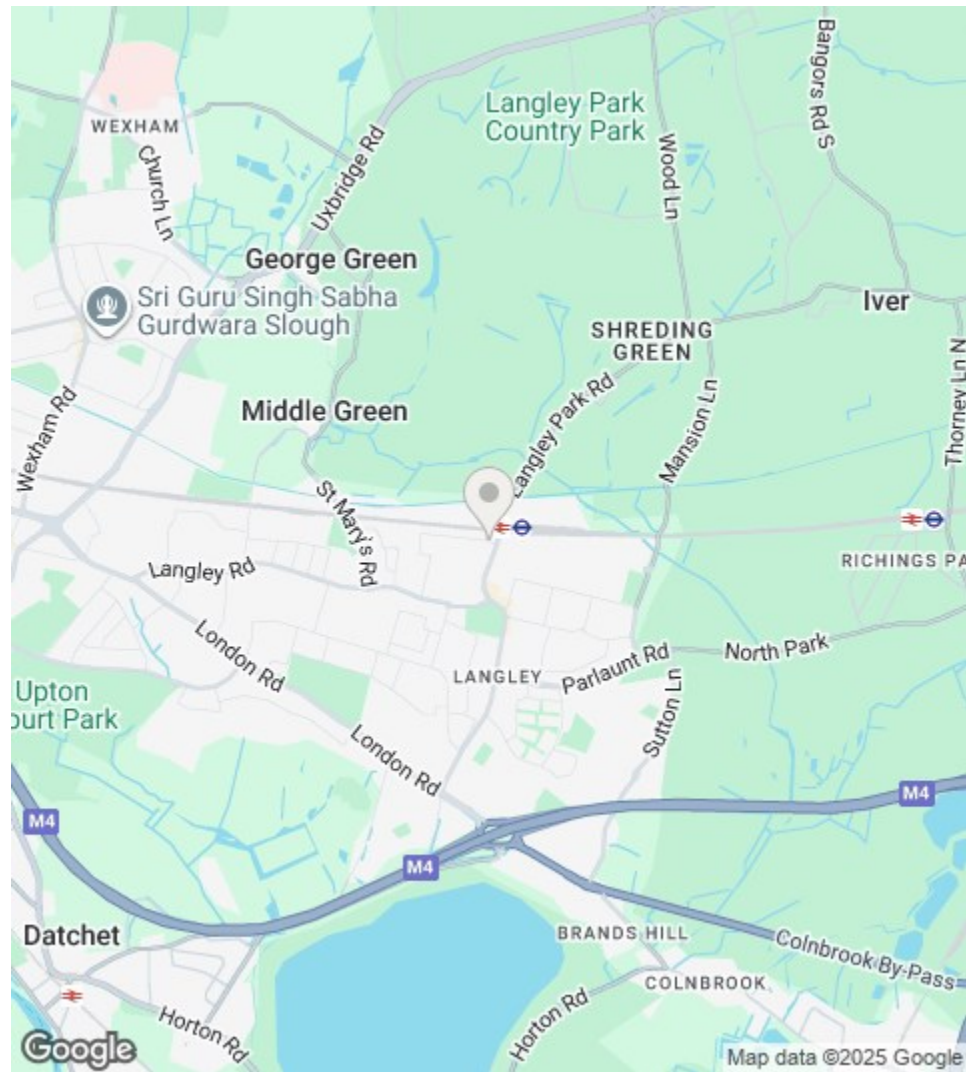 Bangors Rd S
Langley Park
Country Park
WEXHAM
Church Ln
Uxbridge Rd
Wood Ln
George Green
Sri Guru Singh Sabha
Gurdwara Slough
Iver
SHREDING
GREEN
Langley Park Rd
Middle Green
Wexham Rd
Mansion Ln
Thorney Ln N
St Mary's Rd
Langley Rd
RICHINGS PA
London Rd
North Park
LANGLEY
Parlaunt Rd
Upton
ourt Park
Sutton Ln
London Rd
M4
M4
M4
Datchet
BRANDS HILL
Colnbrook By-Pass
COLNBROOK
Horton Rd
Horton Rd
Google
Map data ©2025 Google